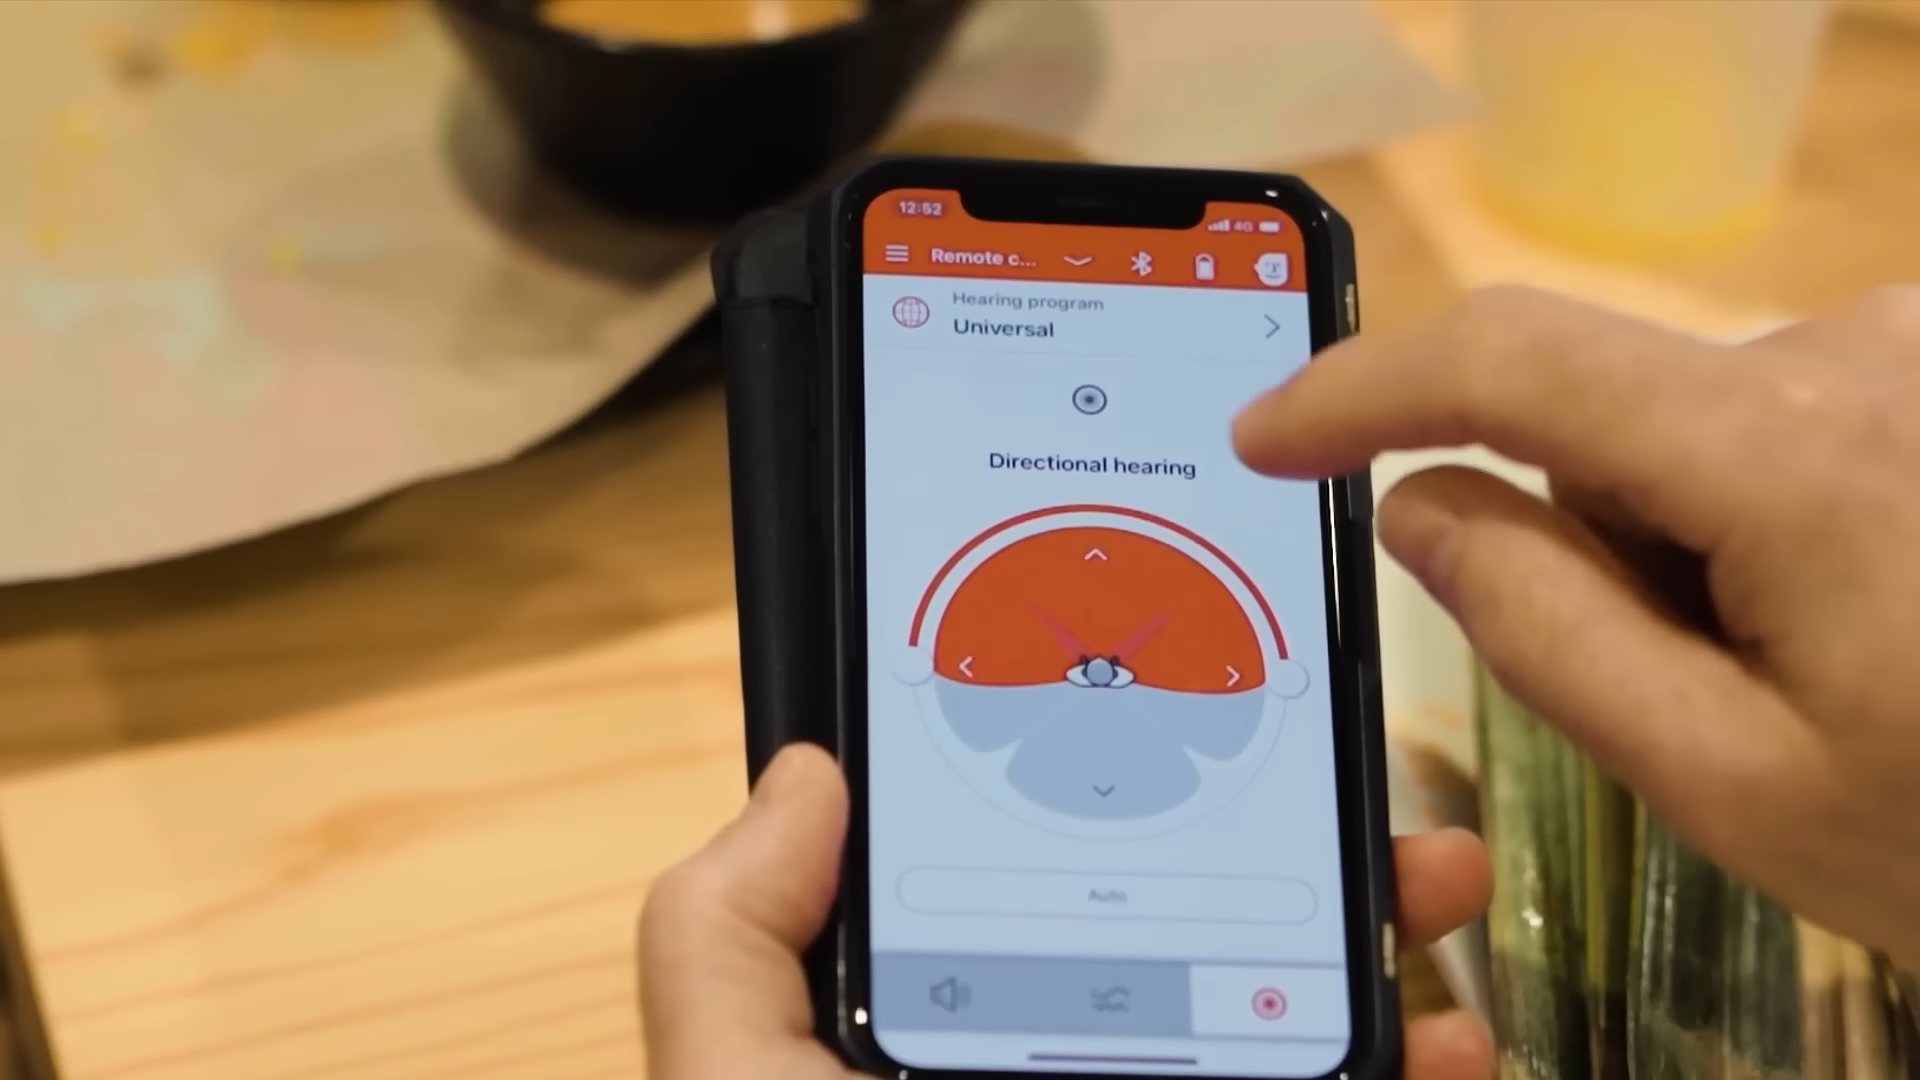 12:52
4G
Remote c...
Hearing program
Universal
Directional hearing
Auto